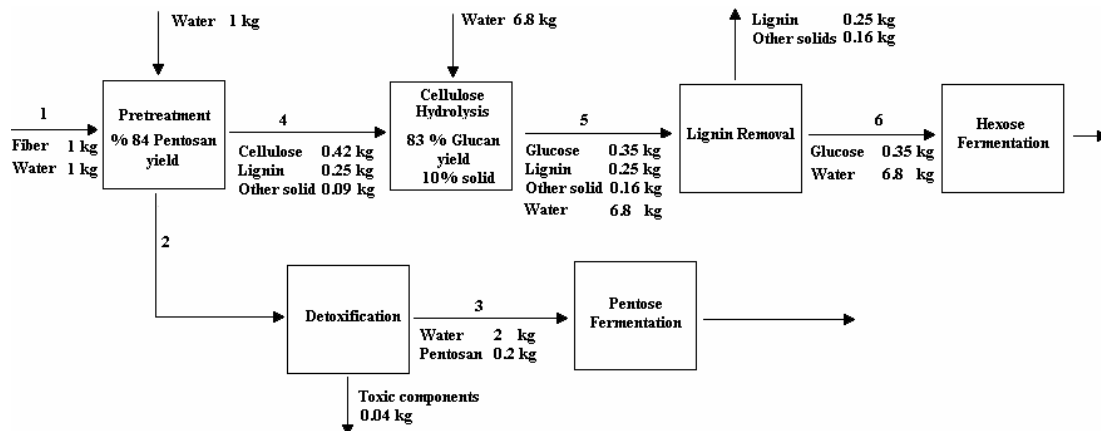 Water 1 kg
Water 6.8 kg
Lignin 0.25 kg
Other solids 0.16 kg
1
Fiber 1 kg
Water 1 kg
Pretreatment
% 84 Pentosan
yield
4
Cellulose 0.42 kg
Lignin 0.25 kg
Other solid 0.09 kg
Cellulose
Hydrolysis
83 % Glucan
yield
10% solid
5
Glucose 0.35 kg
Lignin 0.25 kg
Other solid 0.16 kg
Water 6.8 kg
Lignin Removal
6
Glucose 0.35 kg
Water 6.8 kg
Hexose
Fermentation
2
Detoxification
3
Water 2 kg
Pentosan 0.2 kg
Pentose
Fermentation
Toxic components
0.04 kg